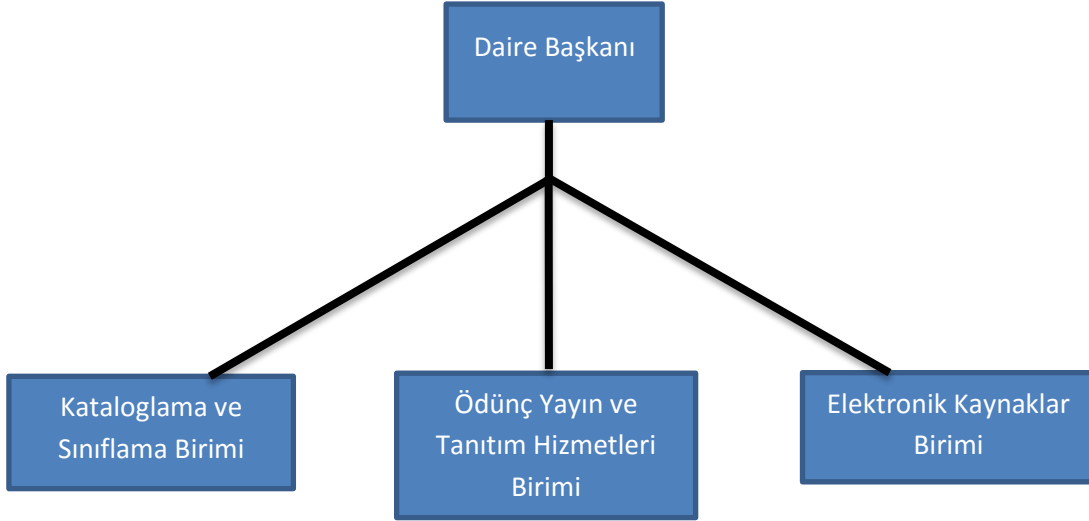 Daire Başkanı
Kataloglama ve
Sınıflama Birimi
Ödünç Yayın ve
Tanıtım Hizmetleri
Birimi
Elektronik Kaynaklar
Birimi